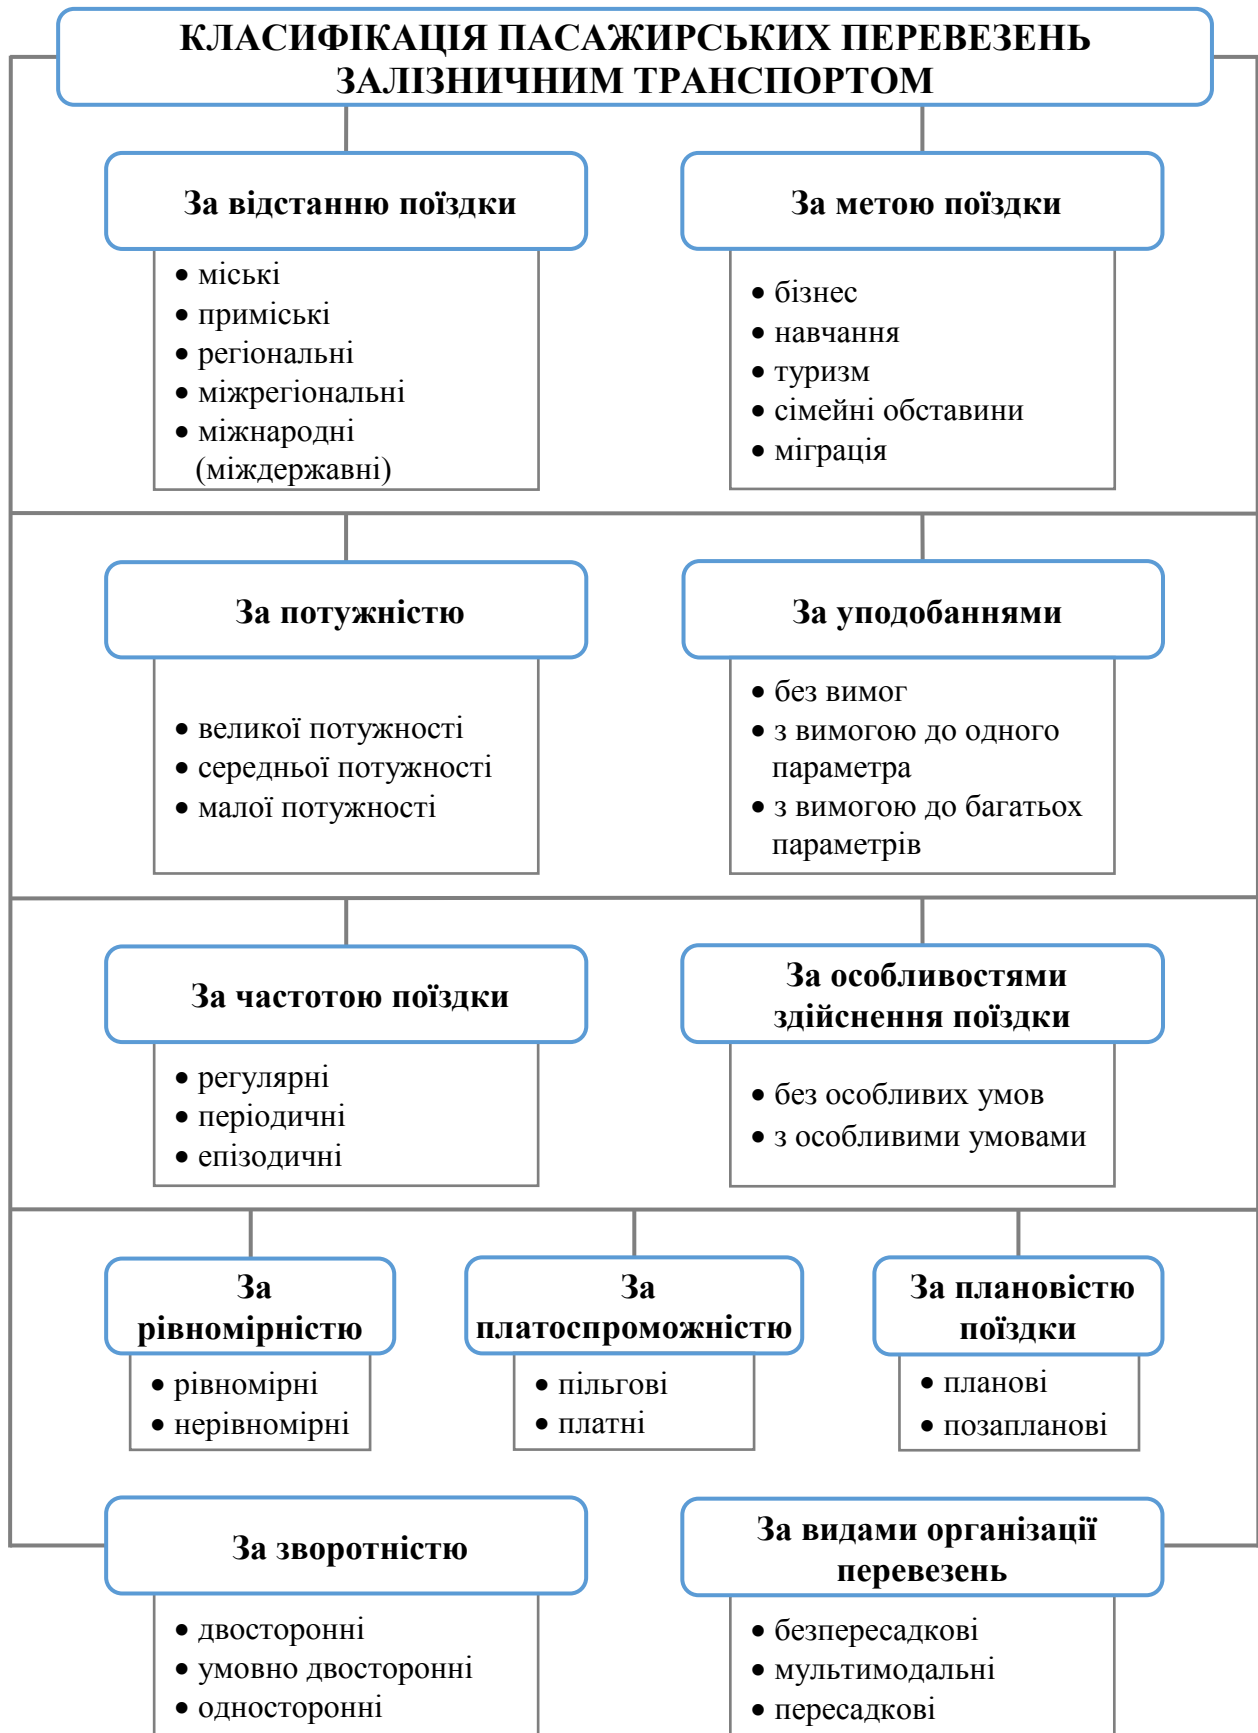 КЛАСИФІКАЦІЯ ПАСАЖИРСЬКИХ ПЕРЕВЕЗЕНЬ
ЗАЛІЗНИЧНИМ ТРАНСПОРТОМ
За відстанню поїздки
• міські
• приміські
• регіональні
• міжрегіональні
• міжнародні
(міждержавні)
За метою поїздки
• бізнес
• навчання
• туризм
• сімейні обставини
• міграція
За потужністю
• великої потужності
• середньої потужності
• малої потужності
За уподобаннями
• без вимог
• з вимогою до одного
параметра
• з вимогою до багатьох
параметрів
За частотою поїздки
• регулярні
• періодичні
• епізодичні
За особливостями
здійснення поїздки
• без особливих умов
• з особливими умовами
За
рівномірністю
• рівномірні
• нерівномірні
За
платоспроможністю
• пільгові
• платні
За плановістю
поїздки
• планові
• позапланові
За зворотністю
• двосторонні
• умовно двосторонні
• односторонні
За видами організації
перевезень
• безпересадкові
• мультимодальні
• пересадкові